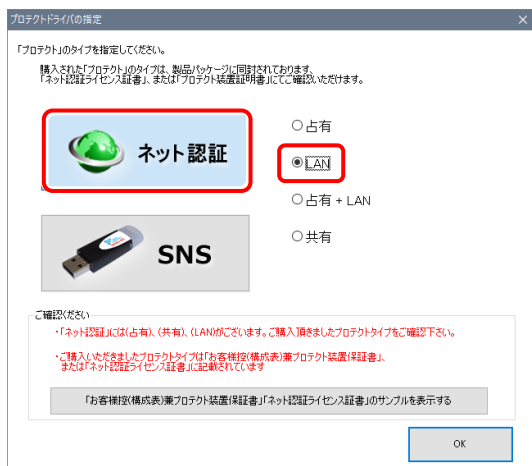 プロテクトドライバの指定
「プロテクト」のタイプを指定してください。
購入された「プロテクト」のタイプは、製品パッケージに同封されております、
「ネット認証ライセンス証書」、または「プロテクト装置証明書」にてご確認いただけます。
ネット認証
占有
LAN
占有 + LAN
共有
SNS
ご確認ください
・「ネット認証」には(占有)、(共有)、(LAN)がございます。ご購入頂きましたプロテクトタイプをご確認下さい。
・ご購入いただきましたプロテクトタイプは「お客様控(構成表)兼プロテクト装置保証書」、
または「ネット認証ライセンス証書」に記載されています
「お客様控(構成表)兼プロテクト装置保証書」「ネット認証ライセンス証書」のサンプルを表示する
OK